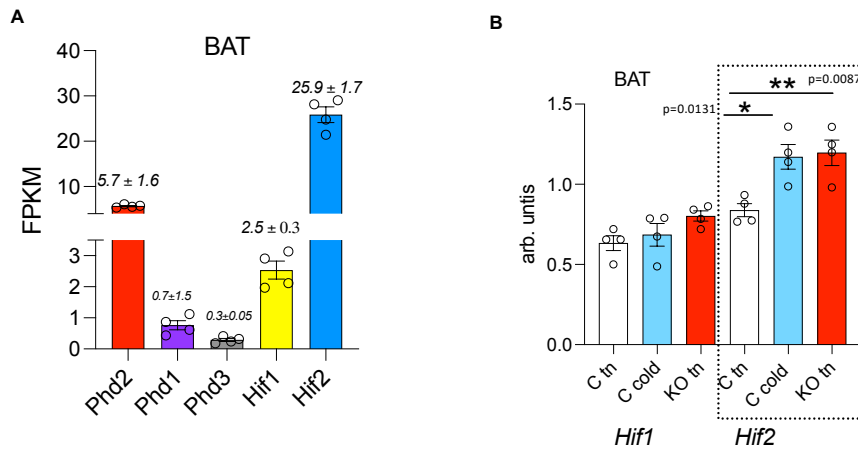 A
BAT
FPKM
40
30
20
10
3
2
1
0
5.7 ± 1.6
0.7±1.5
0.3±0.05
2.5 ± 0.3
25.9 ± 1.7
Phd2
Phd1
Phd3
Hif1
Hif2
B
BAT
arb. untis
1.5
1.0
0.5
0.0
p=0.0131
*
**
p=0.0087
C tn
C cold
KO tn
C tn
C cold
KO tn
Hif1
Hif2